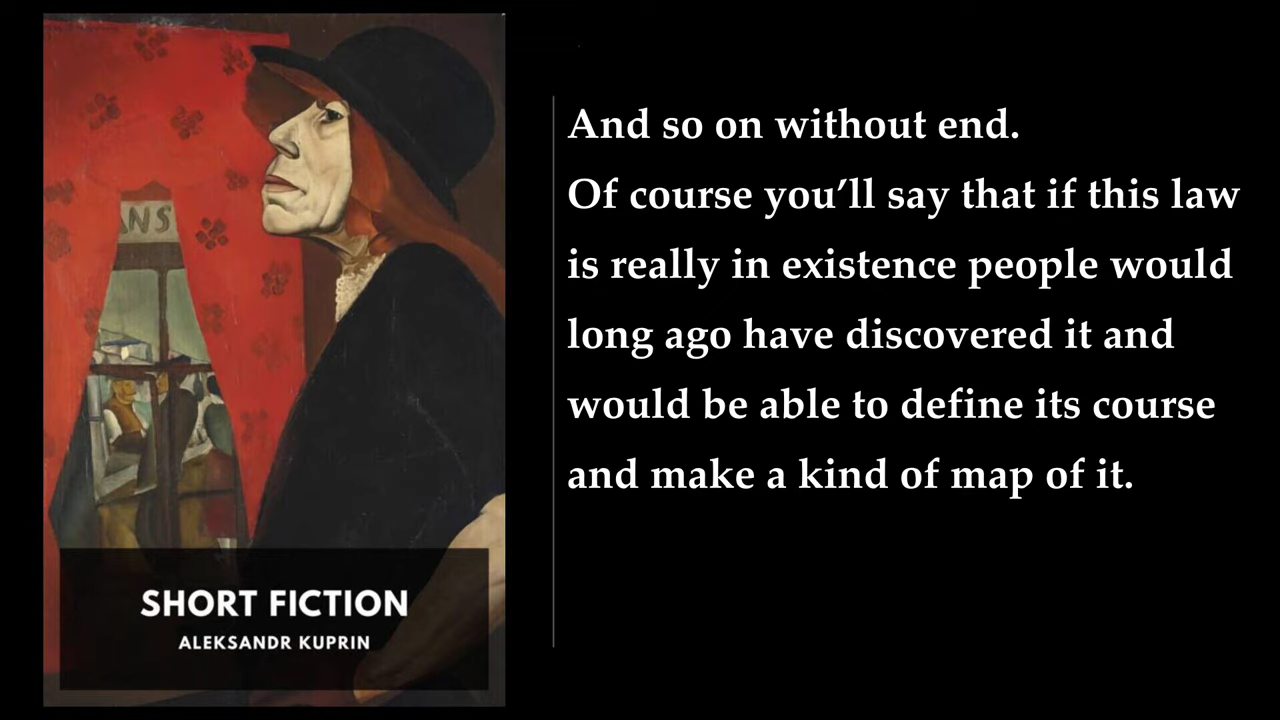 ANS
SHORT FICTION
ALEKSANDR KUPRIN
And so on without end.
Of course you’ll say that if this law
is really in existence people would
long ago have discovered it and
would be able to define its course
and make a kind of map of it.